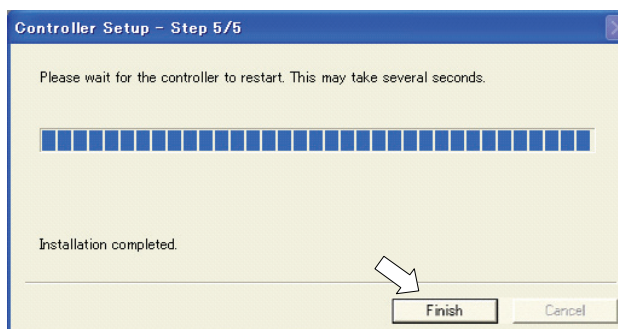 Controller Setup - Step 5/5
Please wait for the controller to restart. This may take several seconds.
Installation completed.
Finish
Cancel